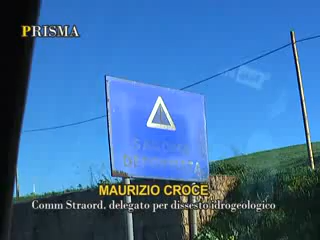 PRISMA
MAURIZIO CROCE
Comm Straord. delegato per dissesto idrogeologico